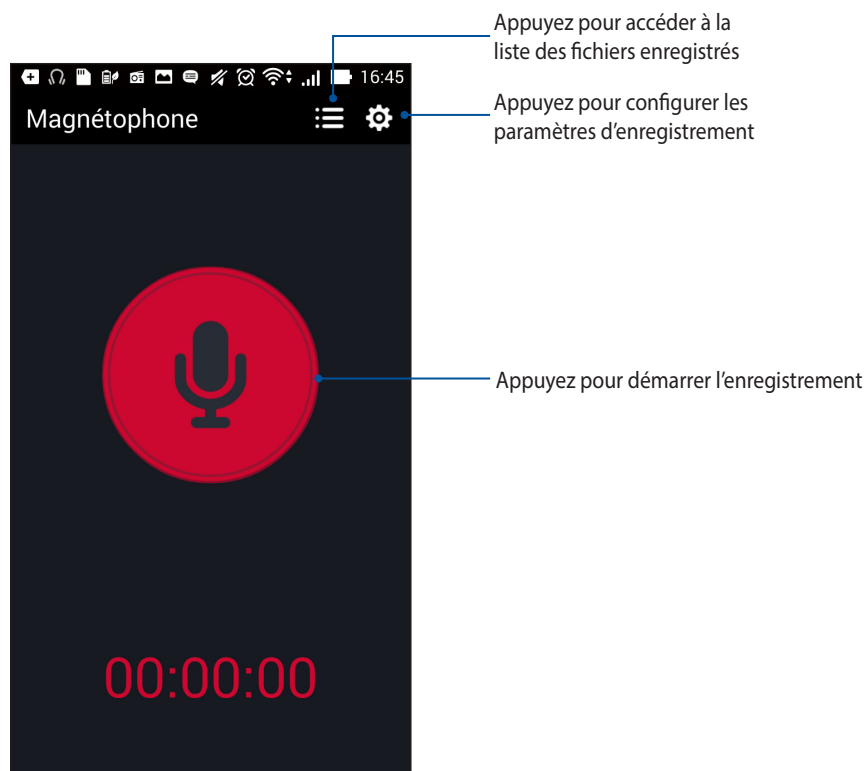 Appuyez pour accéder à la
liste des fichiers enregistrés
16:45
Magnétophone
Appuyez pour configurer les
paramètres d’enregistrement
Appuyez pour démarrer l’enregistrement
00:00:00